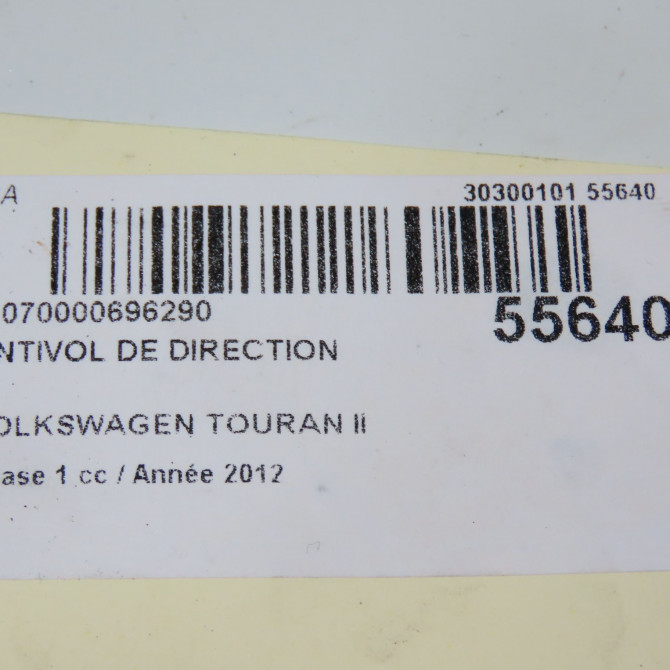 A 30300101 55640
070000696290 55640
NTIVOL DE DIRECTION
OLKSWAGEN TOURAN II
ase 1 cc / Année 2012